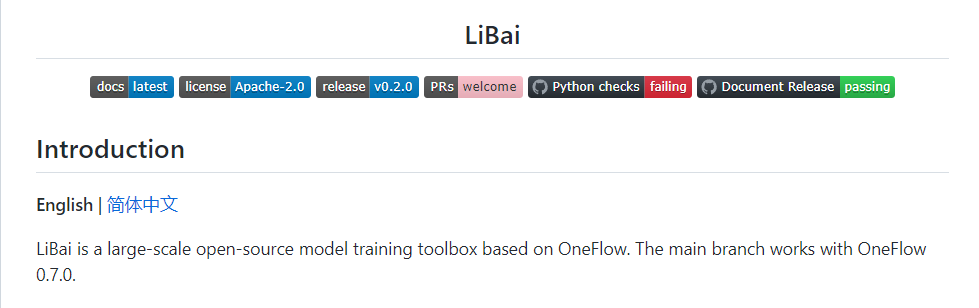 LiBai
docs latest license Apache-2.0 release v0.2.0 PRs welcome Python checks failing Document Release passing
Introduction
English | 简体中文
LiBai is a large-scale open-source model training toolbox based on OneFlow. The main branch works with OneFlow
0.7.0.